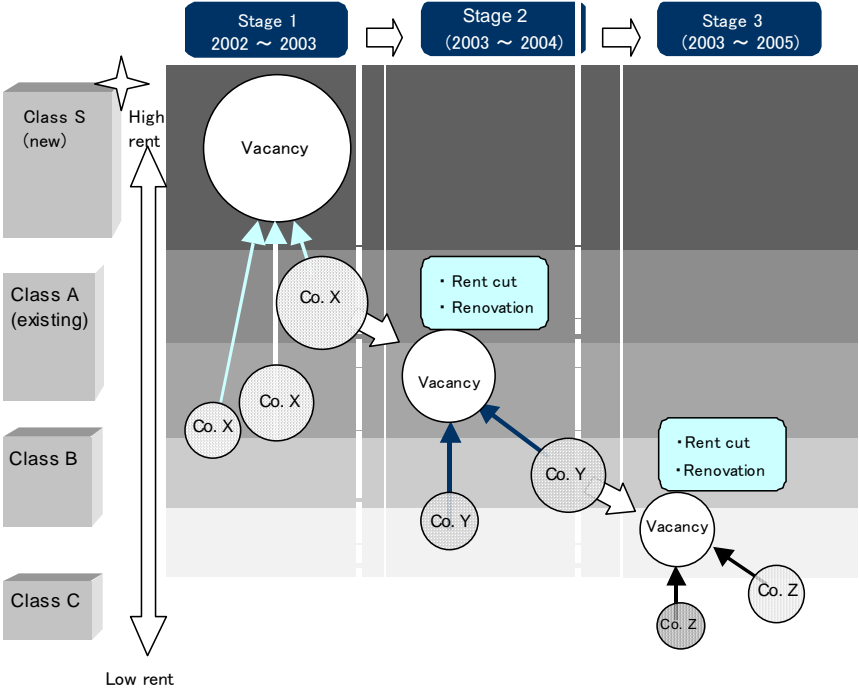 Stage 1
2002 ～ 2003
Stage 2
(2003 ～ 2004)
Stage 3
(2003 ～ 2005)
Class S
(new)
High
rent
Vacancy
Class A
(existing)
Co. X
・Rent cut
・Renovation
Vacancy
Co. X
Co. X
Class B
・Rent cut
・Renovation
Co. Y
Co. Y
Vacancy
Class C
Co. Z
Co. Z
Low rent